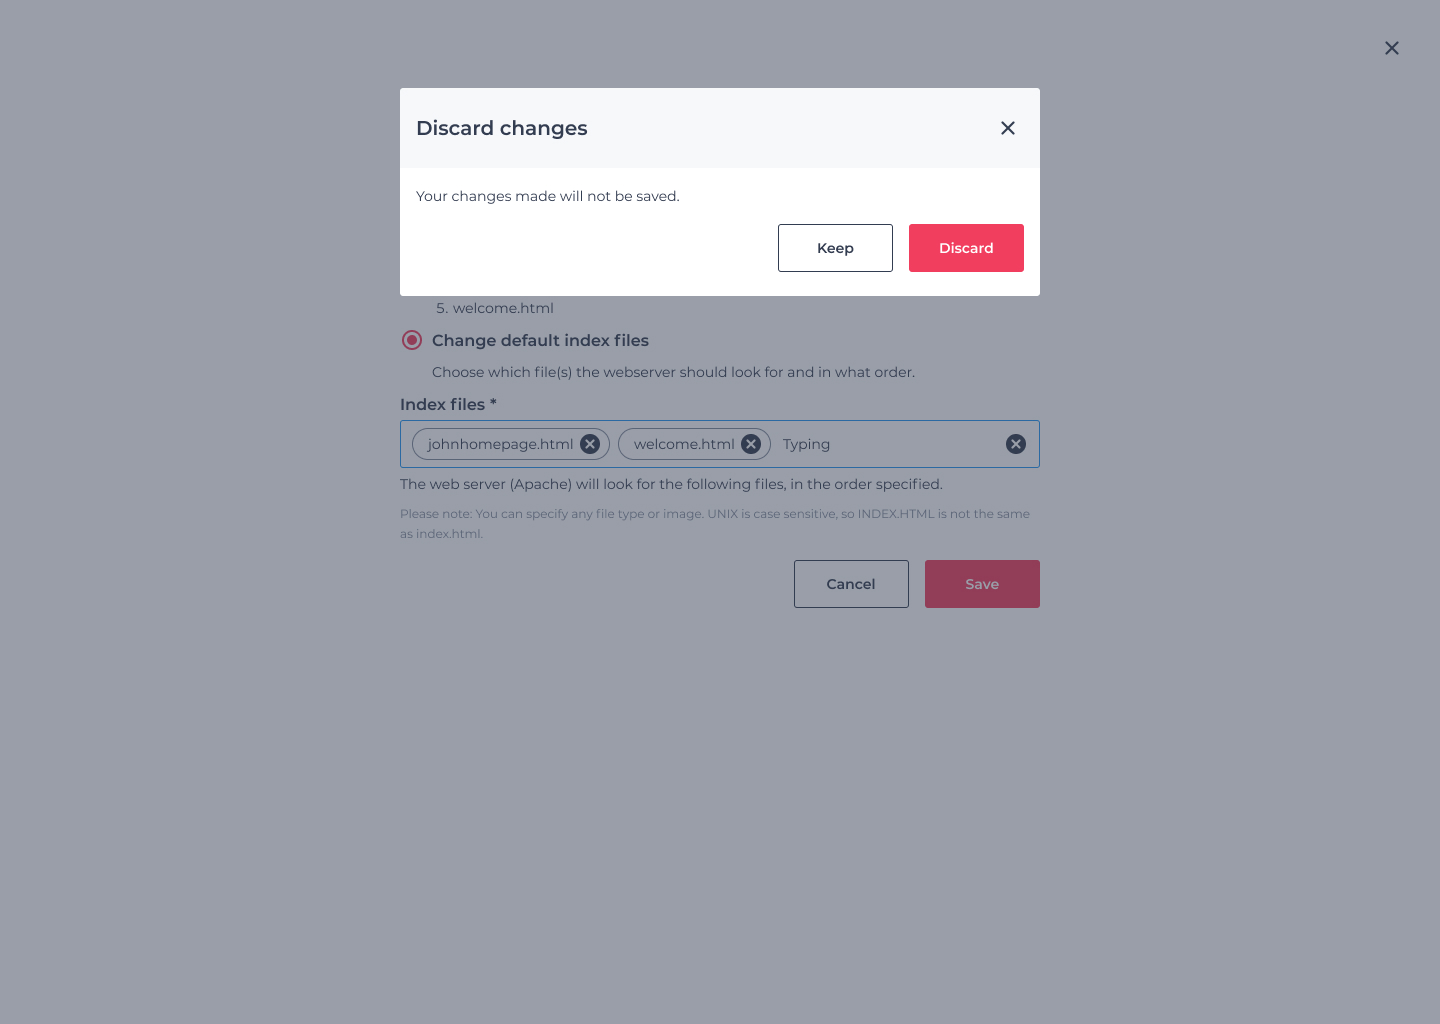 Discard changes
Your changes made will not be saved.
Keep
Discard
5. welcome.html
Change default index files
Choose which file(s) the webserver should look for and in what order.
Index files *
johnhomepage.html
welcome.html
Typing
The web server (Apache) will look for the following files, in the order specified.
Please note: You can specify any file type or image. UNIX is case sensitive, so INDEX.HTML is not the same
as index.html.
Cancel
Save